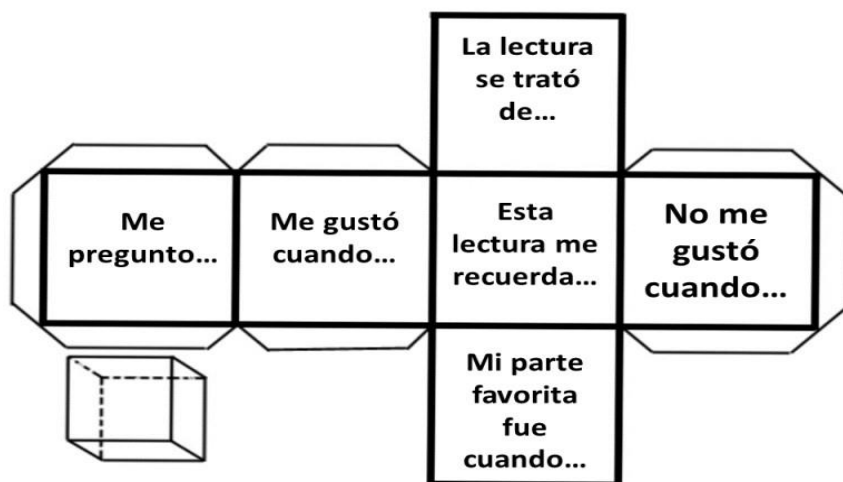 La lectura
se trató
de...
Me
pregunto...
Me gustó
cuando...
Esta
lectura me
recuerda...
No me
gustó
cuando...
Mi parte
favorita
fue
cuando...